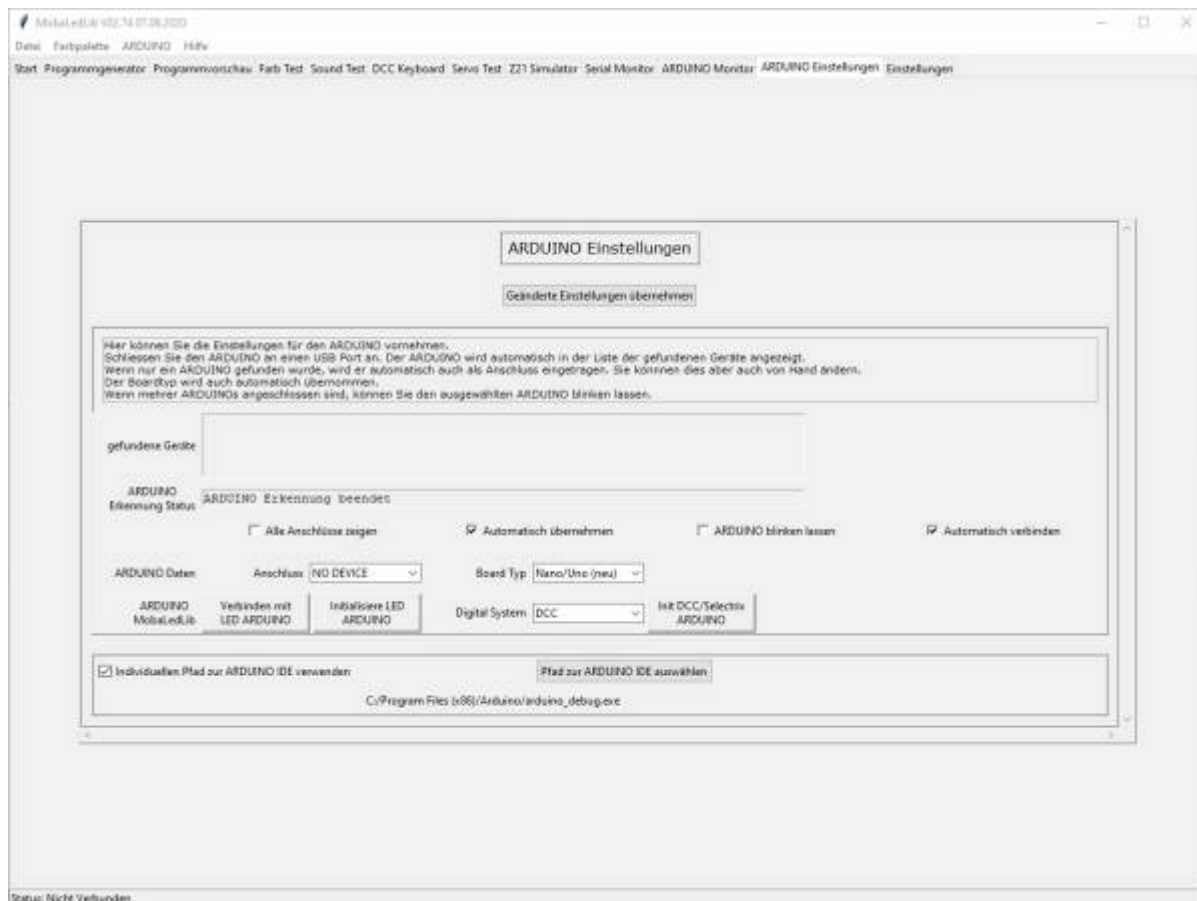 MobaLedLib V02.74 07.06.2020
Datei Farbpalette ARDUINO Hilfe
Start Programmgenerator Programmvorschau Farb Test Sound Test DCC Keyboard Servo Test Z21 Simulator Serial Monitor ARDUINO Monitor ARDUINO Einstellungen Einstellungen
ARDUINO Einstellungen
Geänderte Einstellungen übernehmen
Hier können Sie die Einstellungen für den ARDUINO vornehmen.
Schliessen Sie den ARDUINO an einen USB Port an. Der ARDUINO wird automatisch in der Liste der gefundenen Geräte angezeigt.
Wenn nur ein ARDUINO gefunden wurde, wird er automatisch auch als Anschluss eingetragen. Sie könnnen dies aber auch von Hand ändern.
Der Boardtyp wird auch automatisch übernommen.
Wenn mehrer ARDUINOs angeschlossen sind, können Sie den ausgewählten ARDUINO blinken lassen.
gefundene Geräte
ARDUINO
Erkennung Status
ARDUINO Erkennung beendet
Alle Anschlüsse zeigen Automatisch übernehmen ARDUINO blinken lassen Automatisch verbinden
ARDUINO Daten Anschluss NO DEVICE Board Typ Nano/Uno (neu)
ARDUINO
MobaLedLib
Verbinden mit
LED ARDUINO
Initialisiere LED
ARDUINO
Digital System DCC
Init DCC/Selectrix
ARDUINO
Individuellen Pfad zur ARDUINO IDE verwenden Pfad zur ARDUINO IDE auswählen
C:/Program Files (x86)/Arduino/arduino_debug.exe
Status: Nicht Verbunden